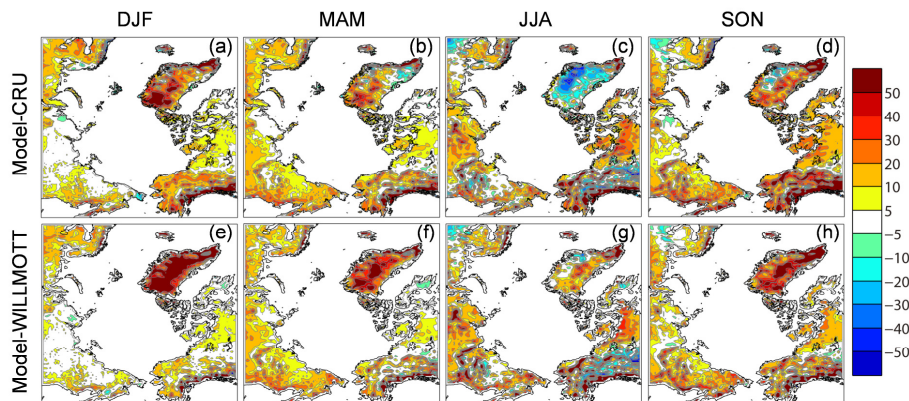 DJF MAM JJA SON
Model-CRU
(a) (b) (c) (d)
50
40
30
20
10
5
−5
−10
−20
−30
−40
−50
Model-WILLMOTT
(e) (f) (g) (h)